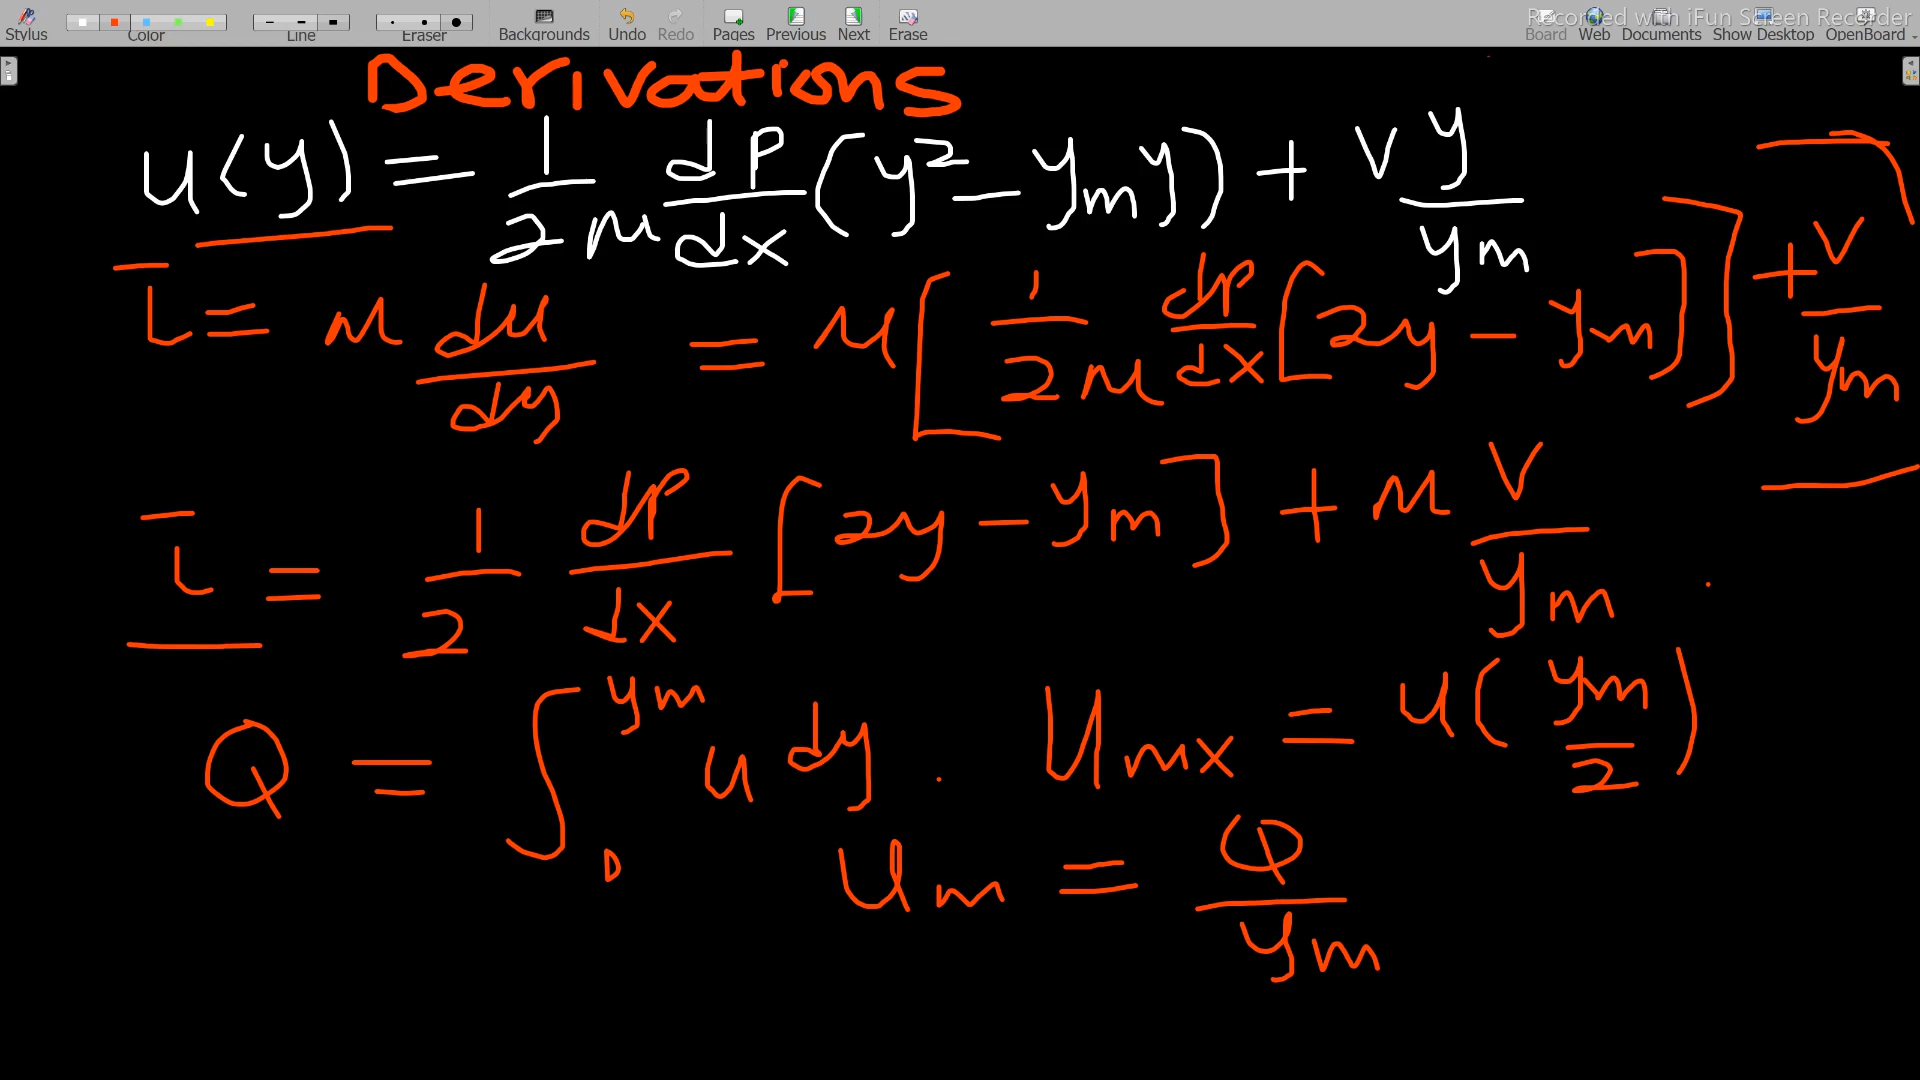 Recorded with iFun Screen Recorder
Stylus Color Line Eraser Backgrounds Undo Redo Pages Previous Next Erase Board Web Documents Show Desktop OpenBoard
Derivations
u(y) = 1/2μ dP/dx (y² - ym y) + V y/ym
τ = μ du/dy = μ [ 1/2μ dP/dx [2y - ym] ] + V/ym
τ = 1/2 dP/dx [2y - ym] + μ V/ym
Q = ∫₀^ym u dy. Umx = u(ym/2)
Um = Q/ym